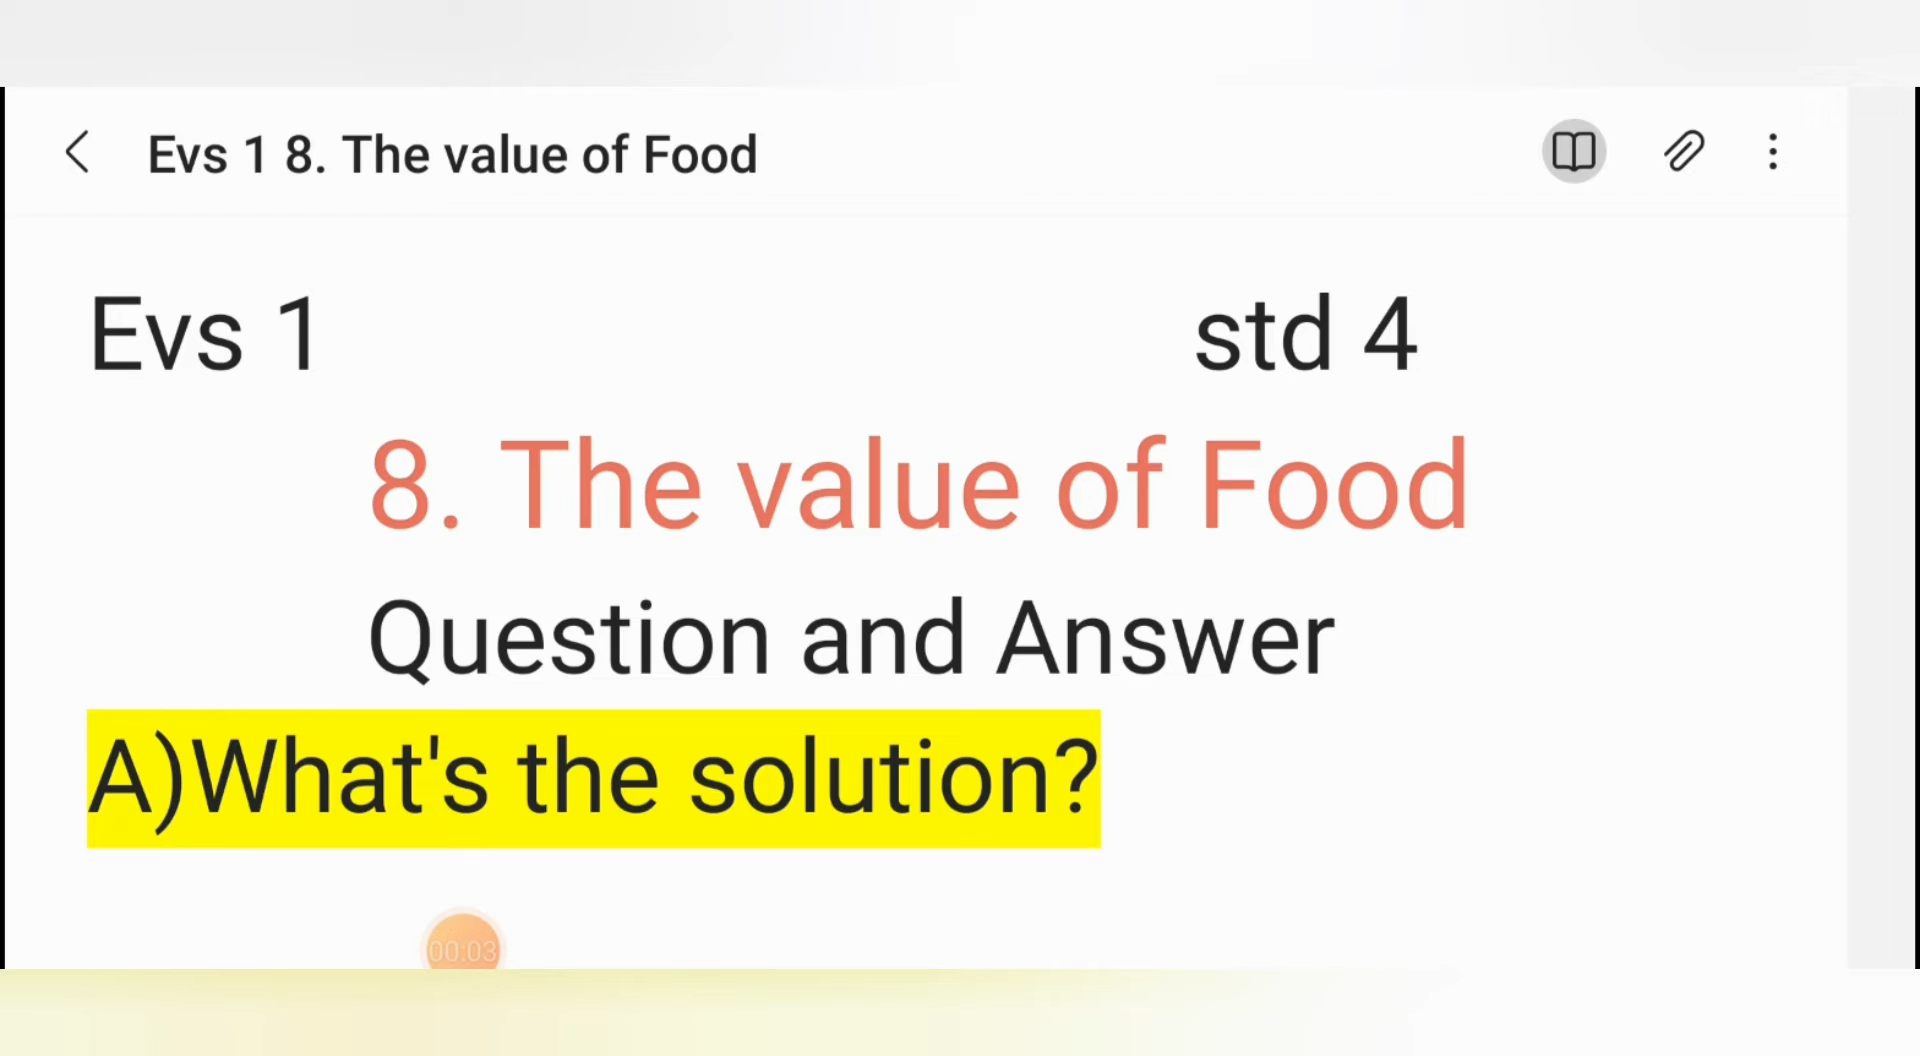 Evs 1 8. The value of Food
Evs 1 std 4
8. The value of Food
Question and Answer
A)What's the solution?
00:03